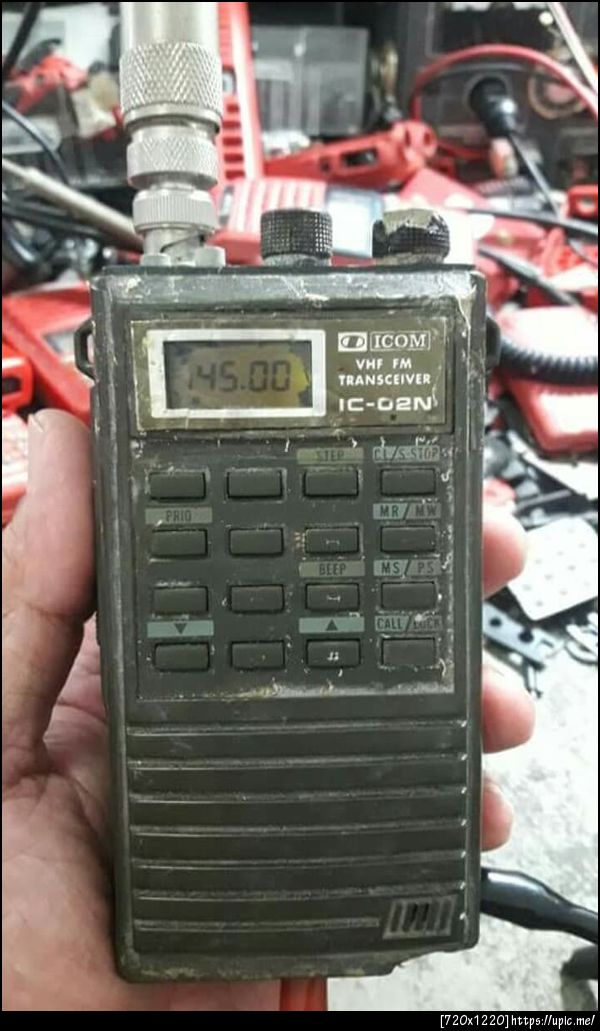 145.00
ICOM
VHF FM
TRANSCEIVER
IC-02N
STEP CL/S.STOP
PRIO MR/MW
BEEP MS/PS
▼ ▲ CALL/LOCK
[720x1220]https://upic.me/